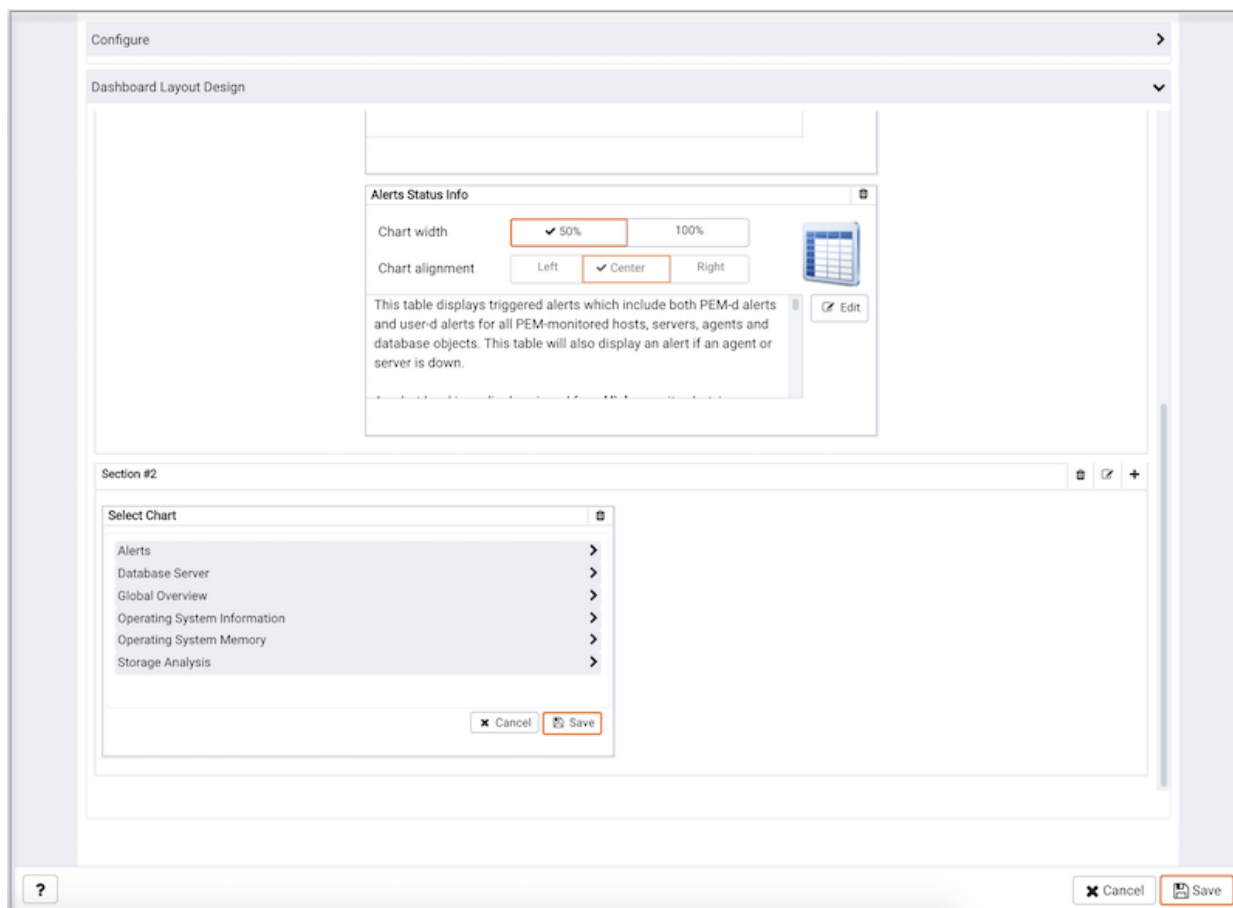 Configure
Dashboard Layout Design
Alerts Status Info
Chart width
50%
100%
Chart alignment
Left
Center
Right
This table displays triggered alerts which include both PEM-d alerts
and user-d alerts for all PEM-monitored hosts, servers, agents and
database objects. This table will also display an alert if an agent or
server is down.
Edit
Section #2
Select Chart
Alerts
Database Server
Global Overview
Operating System Information
Operating System Memory
Storage Analysis
Cancel
Save
?
Cancel
Save